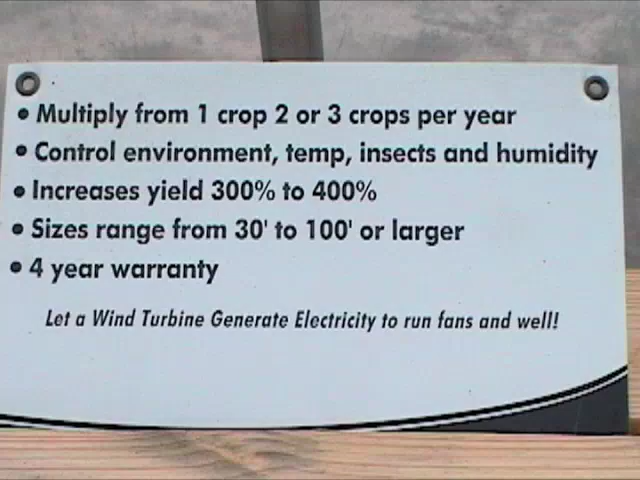 • Multiply from 1 crop 2 or 3 crops per year
• Control environment, temp, insects and humidity
• Increases yield 300% to 400%
• Sizes range from 30' to 100' or larger
• 4 year warranty
Let a Wind Turbine Generate Electricity to run fans and well!